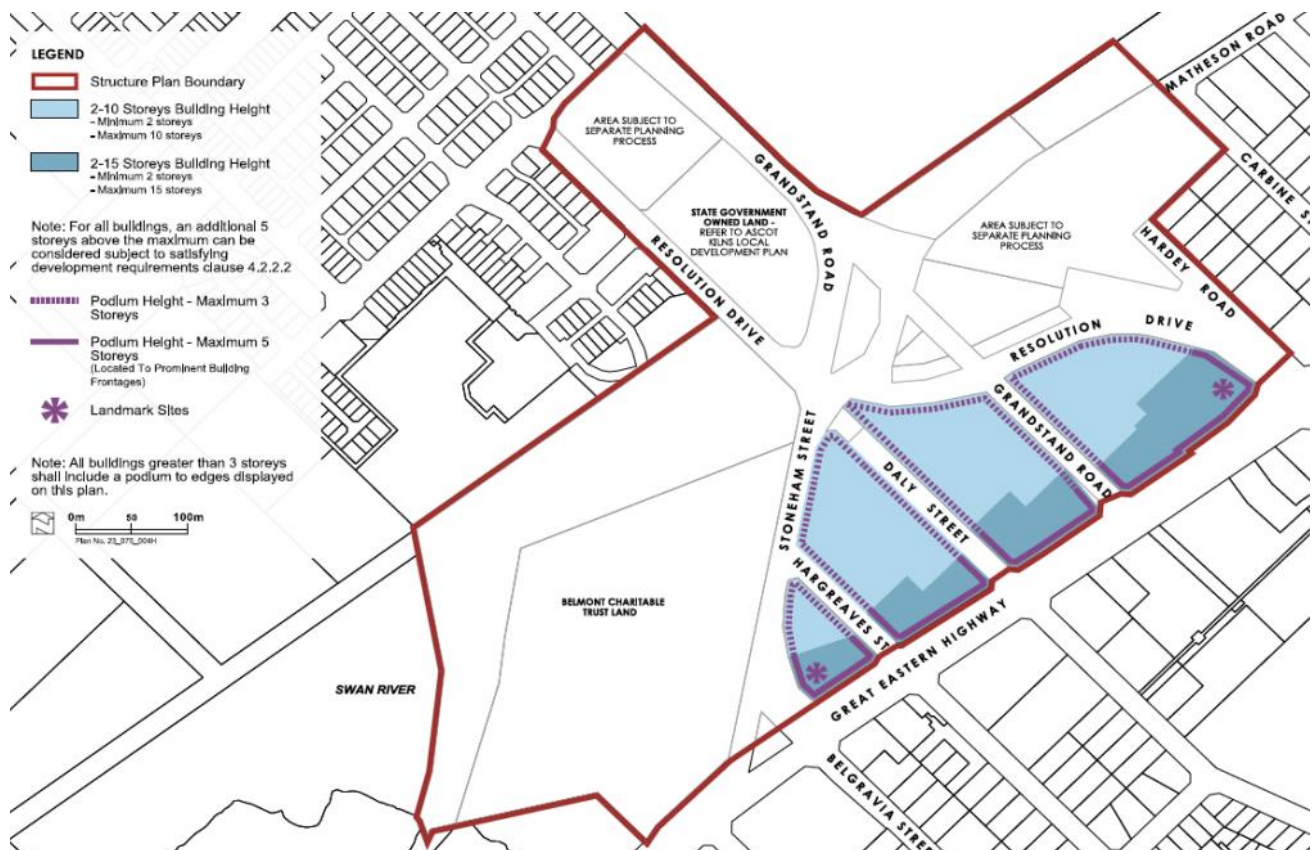 LEGEND
Structure Plan Boundary
2-10 Storeys Building Height
- Minimum 2 storeys
- Maximum 10 storeys
2-15 Storeys Building Height
- Minimum 2 storeys
- Maximum 15 storeys
Note: For all buildings, an additional 5
storeys above the maximum can be
considered subject to satisfying
development requirements clause 4.2.2.2
Podium Height - Maximum 3
Storeys
Podium Height - Maximum 5
Storeys
(Located To Prominent Building
Frontages)
Landmark Sites
Note: All buildings greater than 3 storeys
shall include a podium to edges displayed
on this plan.
0m 50 100m
Plan No. 23_075_004H
AREA SUBJECT TO
SEPARATE PLANNING
PROCESS
GRANDSTAND ROAD
STATE GOVERNMENT
OWNED LAND -
REFER TO ASCOT
KILNS LOCAL
DEVELOPMENT PLAN
RESOLUTION DRIVE
AREA SUBJECT TO
SEPARATE PLANNING
PROCESS
MATHESON ROAD
CARBINE S
HARDEY ROAD
RESOLUTION DRIVE
GRANDSTAND ROAD
STONEHAM STREET
DALY STREET
HARGREAVES ST
GREAT EASTERN HIGHWAY
BELGRAVIA STREE
BELMONT CHARITABLE
TRUST LAND
SWAN RIVER